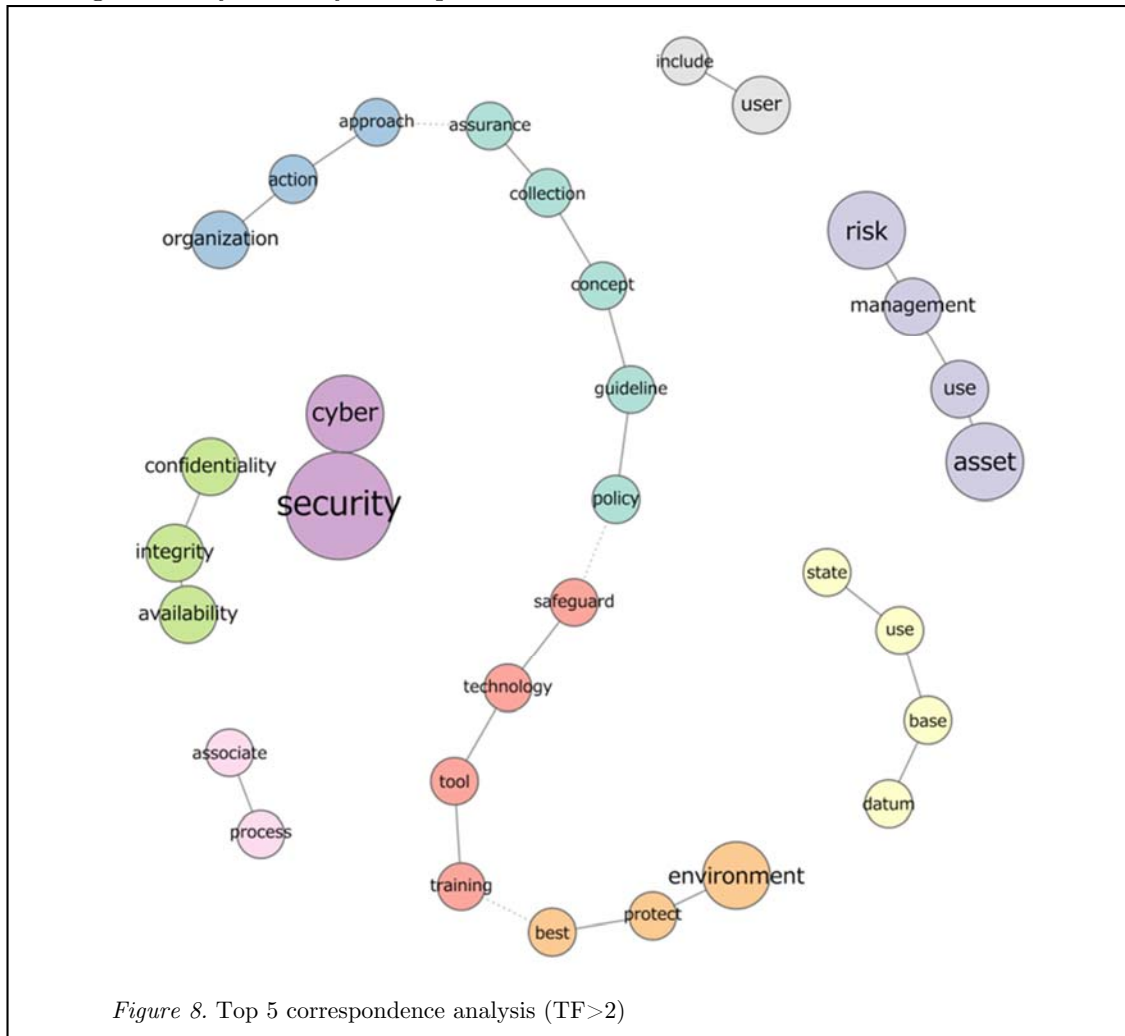 include
user
approach
assurance
action
collection
organization
risk
concept
management
guideline
use
cyber
asset
confidentiality
security
policy
integrity
state
safeguard
availability
use
technology
base
associate
tool
datum
process
training
environment
protect
best
Figure 8. Top 5 correspondence analysis (TF>2)